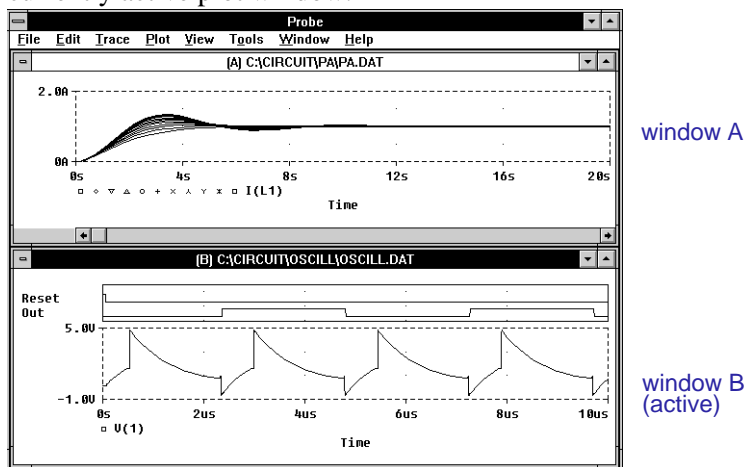 Probe
File Edit Trace Plot View Tools Window Help
(A) C:\CIRCUIT\PA\PA.DAT
2.0A
0A
0s 4s 8s 12s 16s 20s
I(L1)
Time
window A
(B) C:\CIRCUIT\OSCILL\OSCILL.DAT
Reset
Out
5.0V
-1.0V
0s 2us 4us 6us 8us 10us
V(1)
Time
window B
(active)